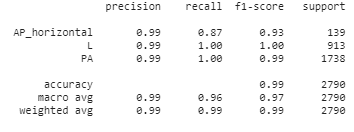 precision recall f1-score support
AP_horizontal 0.99 0.87 0.93 139
L 0.99 1.00 1.00 913
PA 0.99 1.00 0.99 1738
accuracy 0.99 2790
macro avg 0.99 0.96 0.97 2790
weighted avg 0.99 0.99 0.99 2790